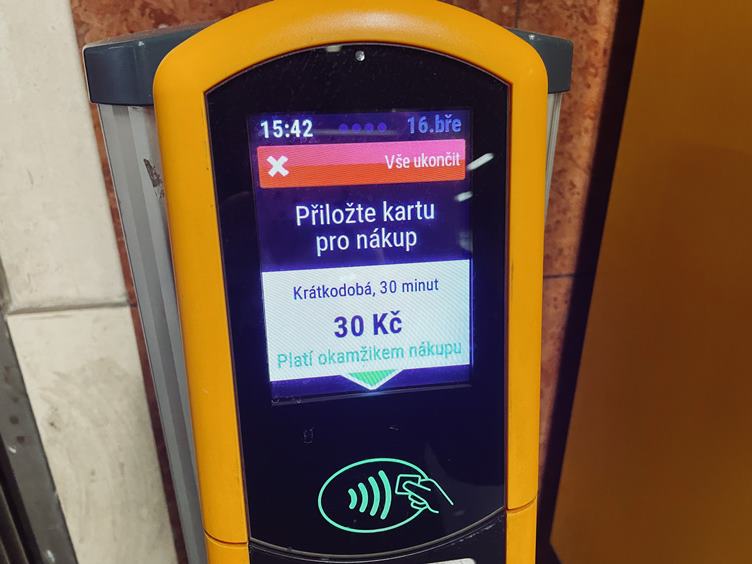 15:42 16.bře
Vše ukončit
Přiložte kartu
pro nákup
Krátkodobá, 30 minut
30 Kč
Platí okamžikem nákupu